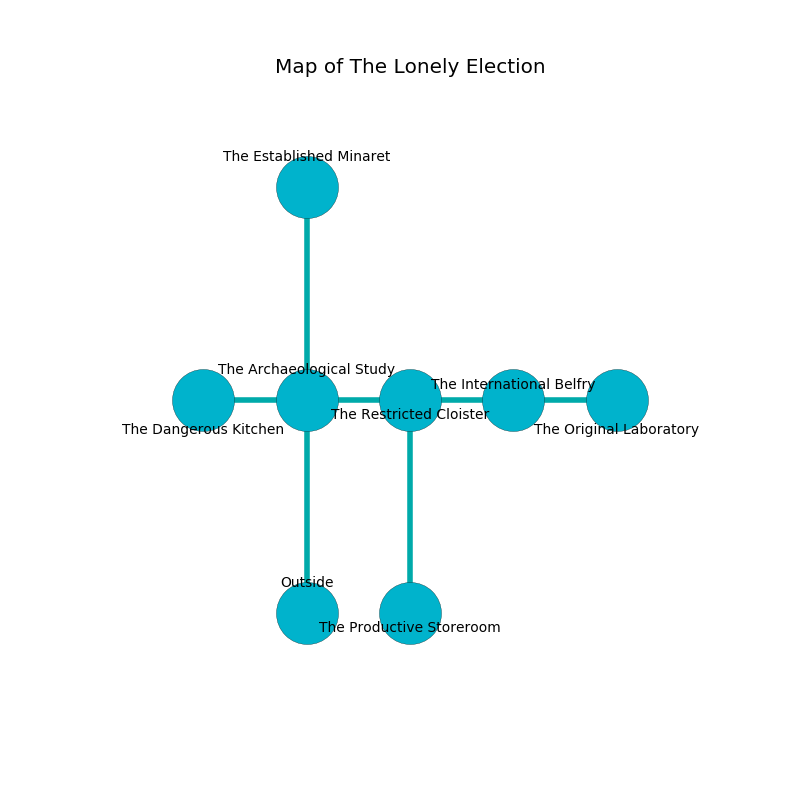 Map of The Lonely Election
The Established Minaret
The Archaeological Study
The International Belfry
The Restricted Cloister
The Dangerous Kitchen
The Original Laboratory
Outside
The Productive Storeroom